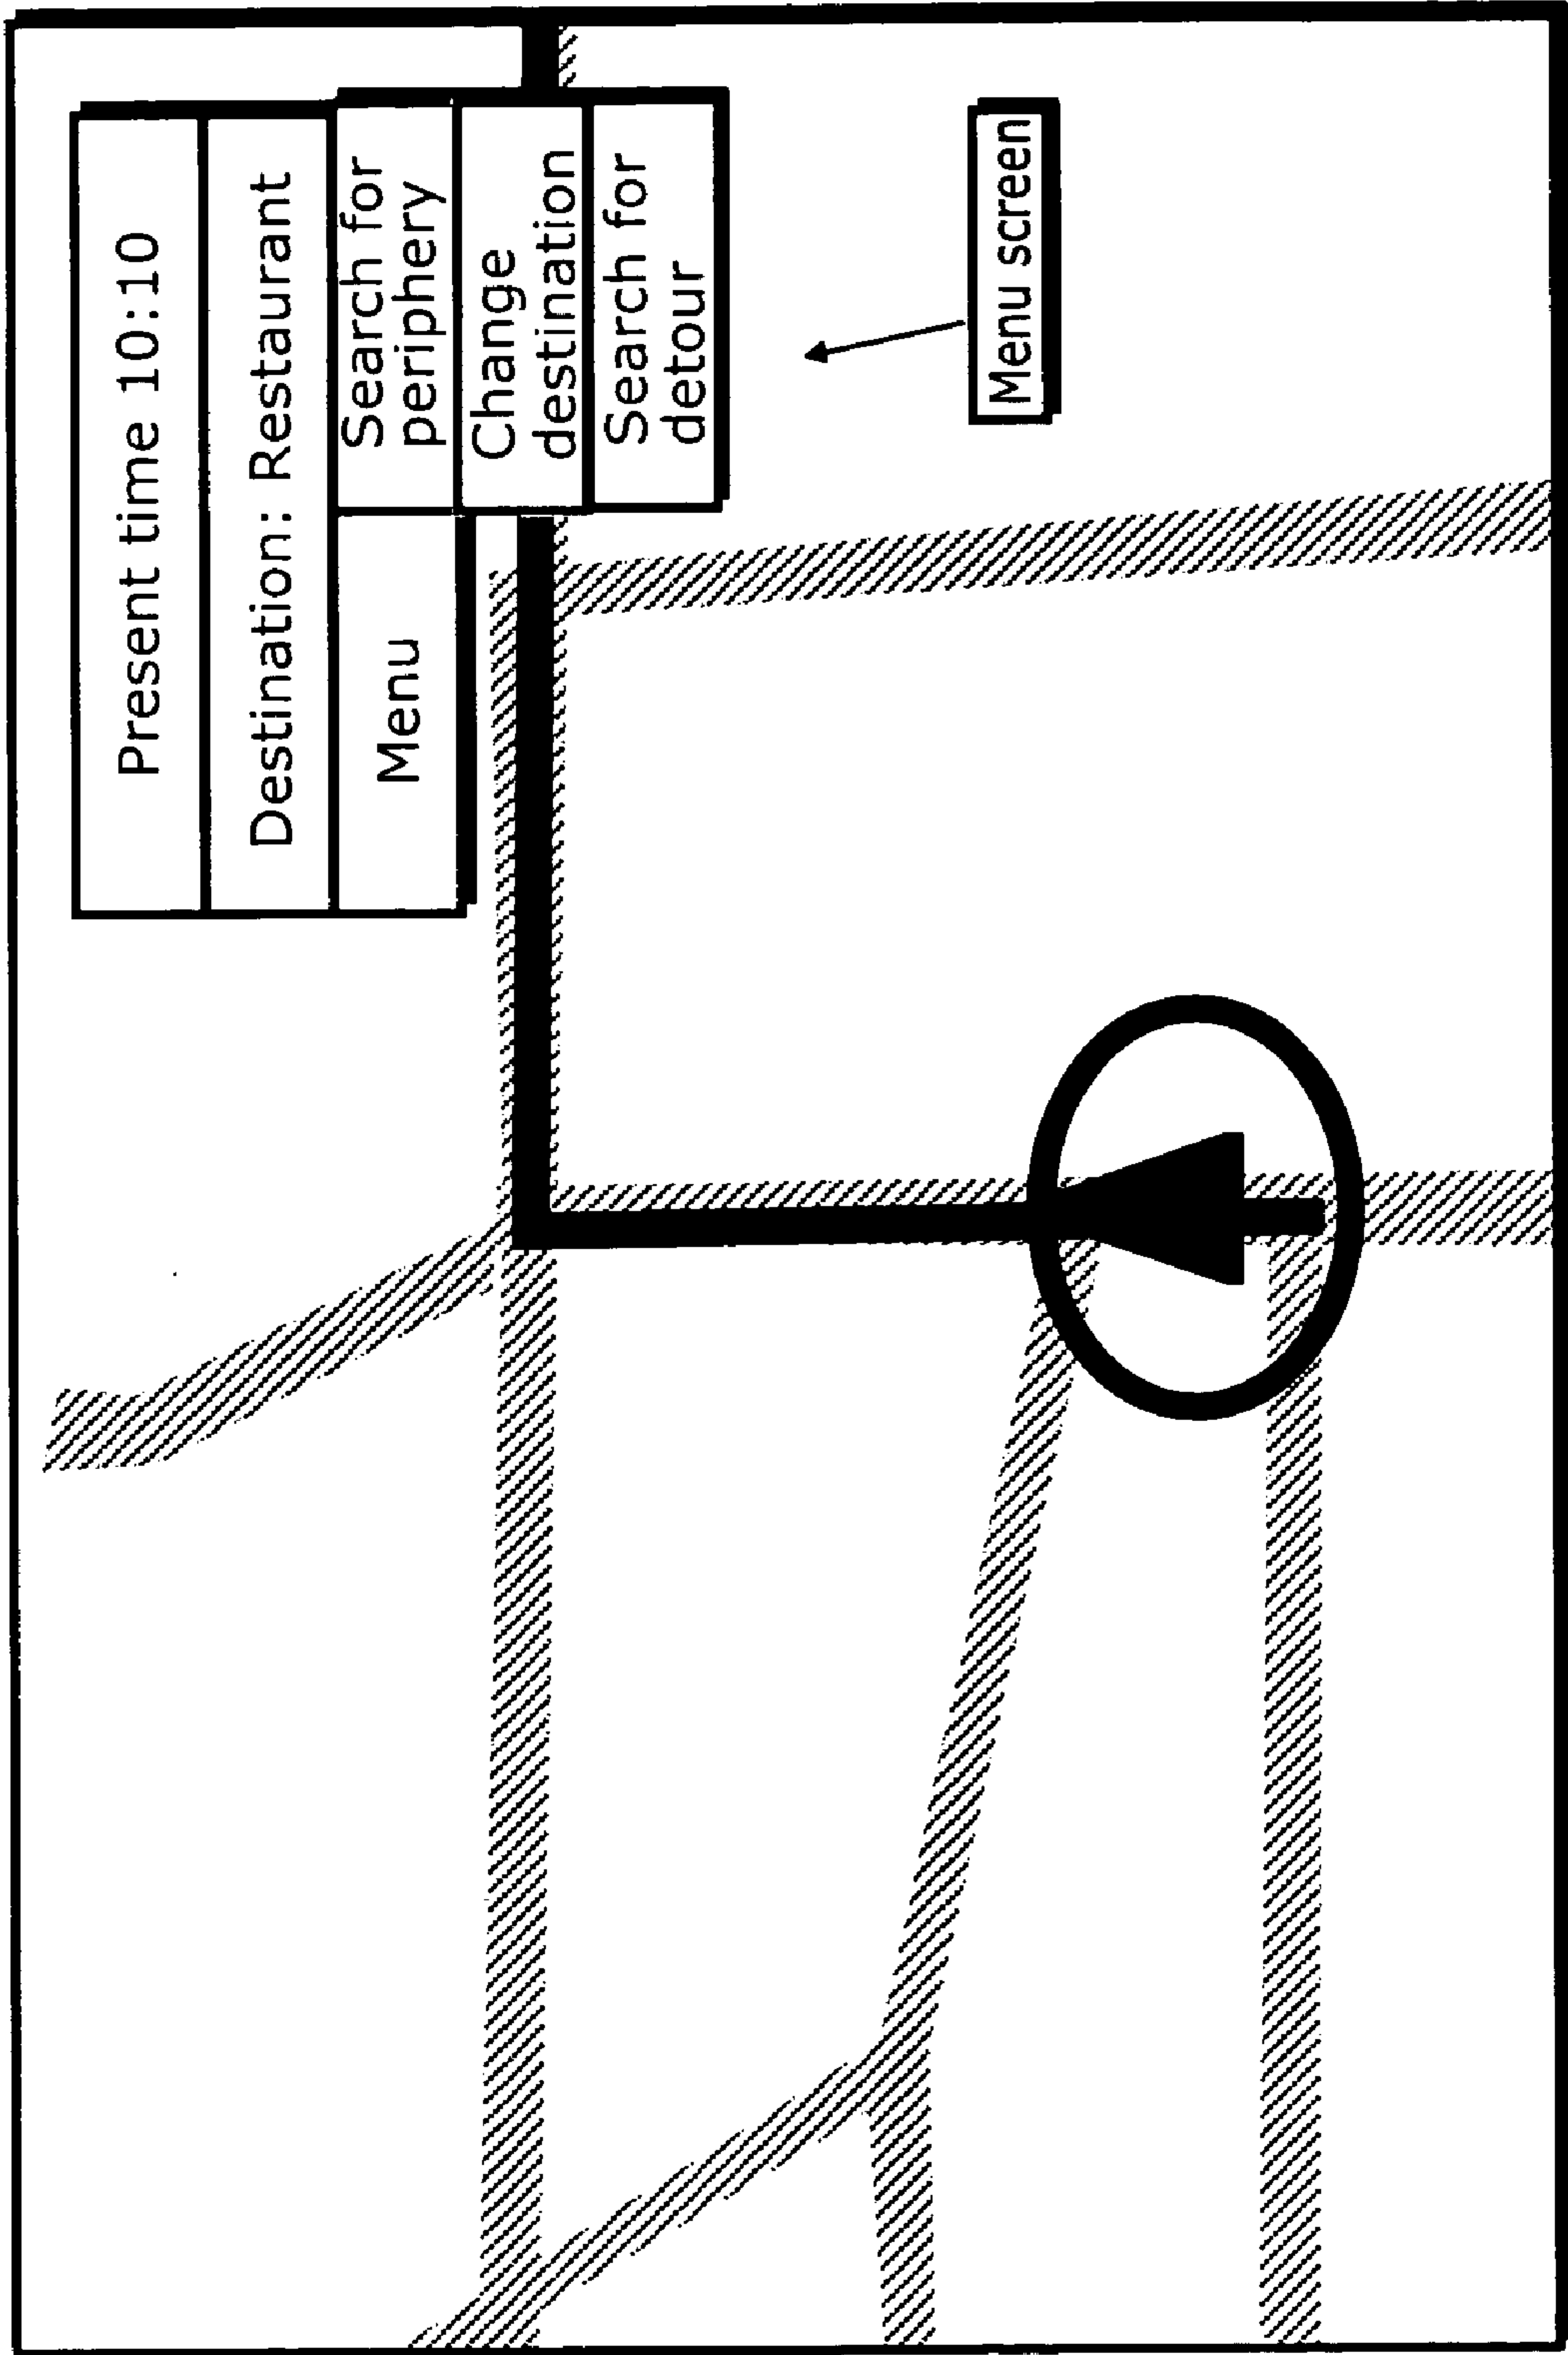 Present time 10:10
Destination: Restaurant
Menu
Search for
periphery
Change
destination
Search for
detour
Menu screen